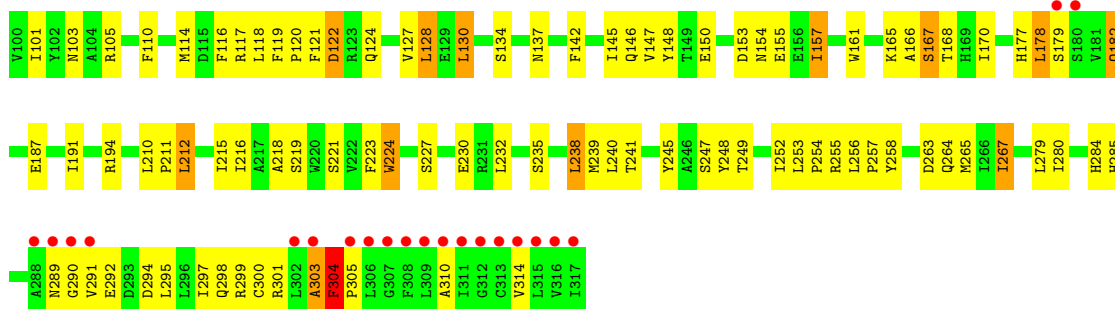 V100 I101 Y102 N103 A104 R105 F110 M114 D115 F116 R117 L118 F119 P120 F121 D122 R123 Q124 V127 L128 E129 L130 S134 N137 F142 I145 Q146 V147 Y148 T149 E150 D153 N154 E155 E156 I157 W161 K165 A166 S167 T168 H169 I170 H177 L178 S179 S180 V181
E187 I191 R194 L210 P211 L212 I215 I216 A217 A218 S219 W220 S221 V222 F223 W224 S227 E230 R231 L232 S235 L238 M239 L240 T241 Y245 A246 S247 Y248 T249 I252 L253 P254 R255 L256 P257 Y258 D263 Q264 M265 I266 I267 L279 I280 H284
A288 N289 G290 V291 E292 D293 D294 L295 L296 I297 Q298 R299 C300 R301 L302 A303 F304 P305 L306 G307 F308 L309 A310 I311 G312 C313 V314 L315 V316 I317